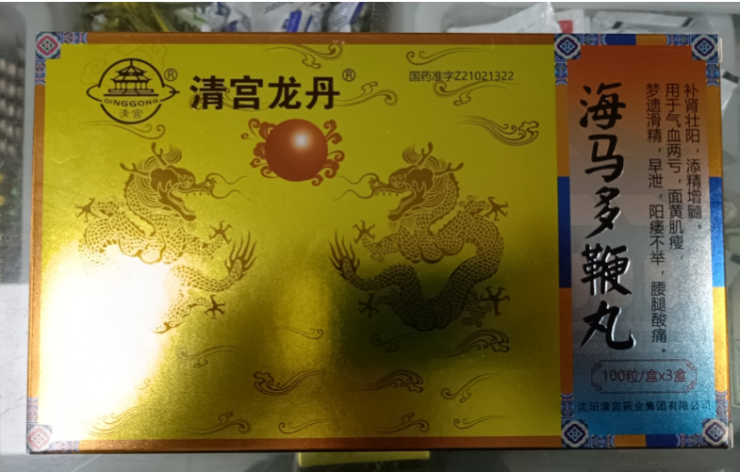 QINGGONG
清宫
®
清宫龙丹®
国药准字Z21021322
海马多鞭丸
补肾壮阳，添精增髓。
用于气血两亏，面黄肌瘦，
梦遗滑精，早泄，阳痿不举，腰腿酸痛。
100粒/盒x3盒
沈阳清宫药业集团有限公司